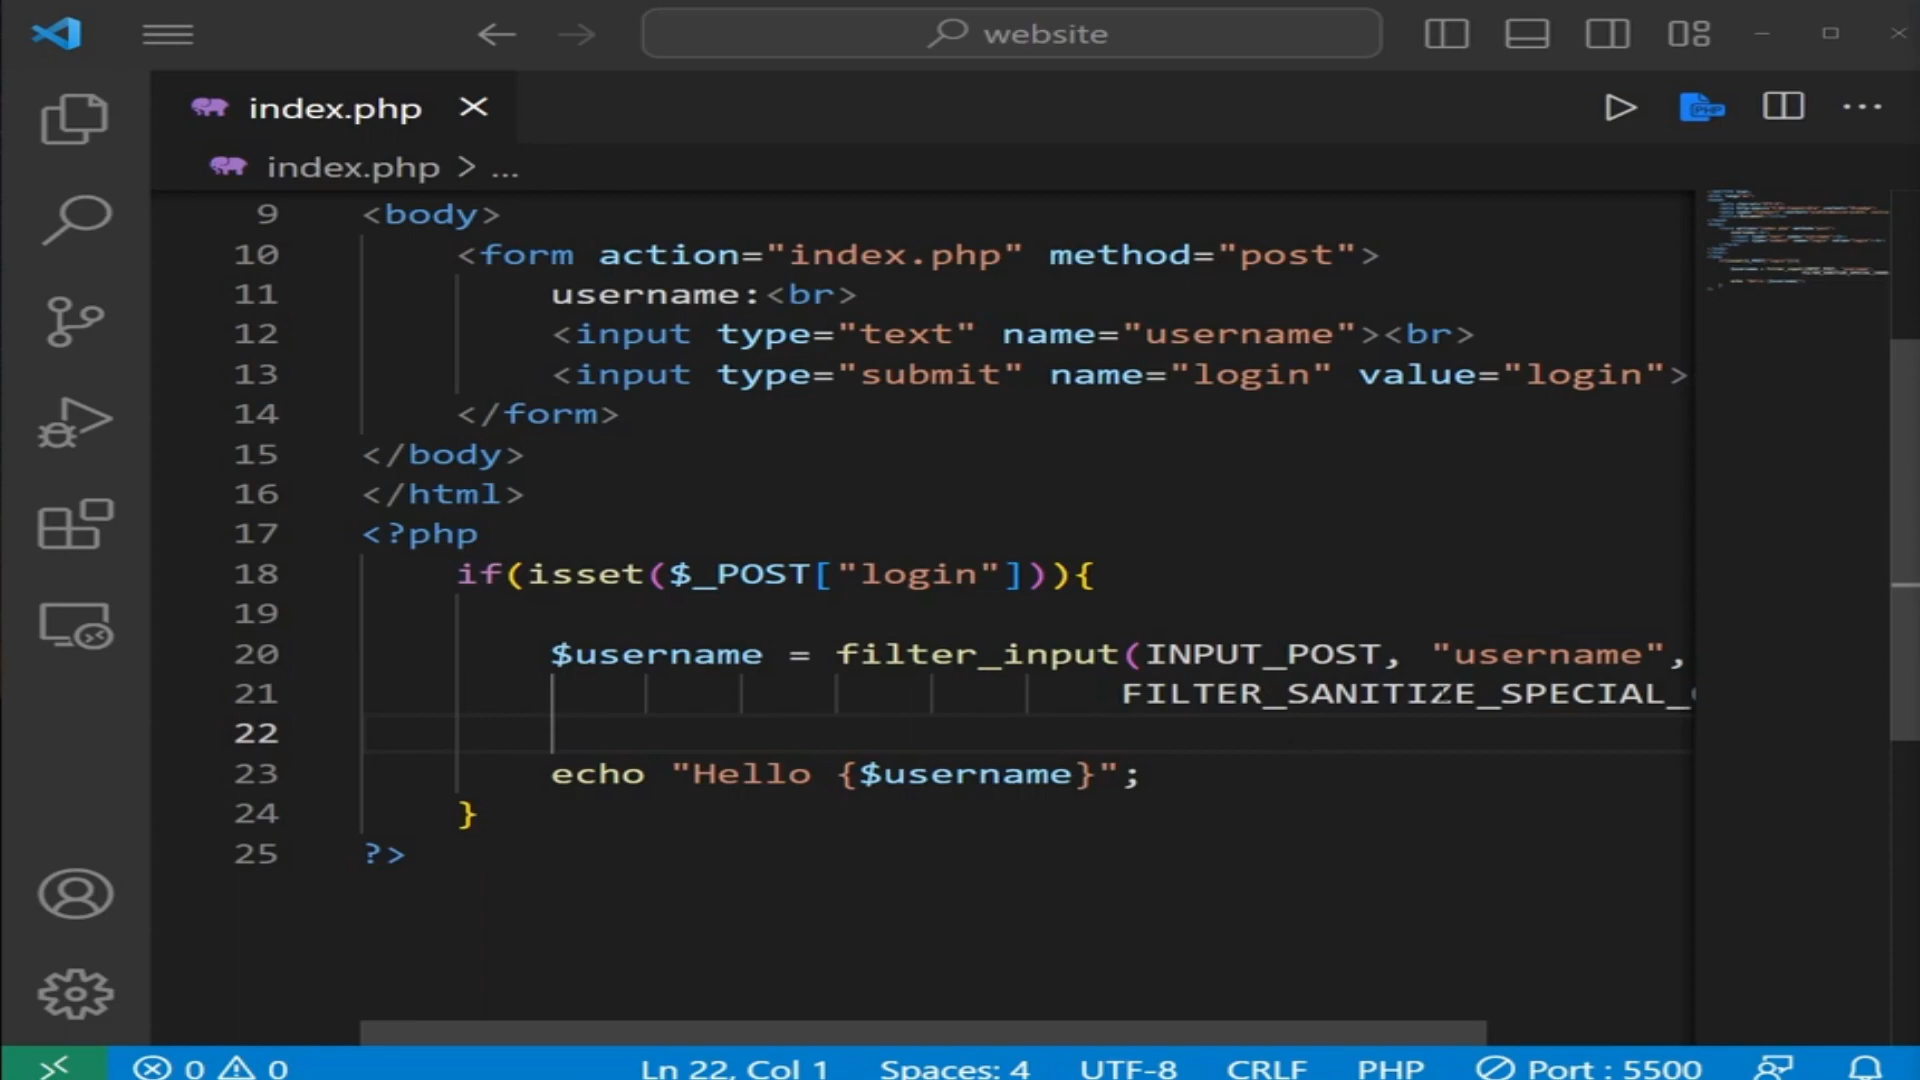 website
index.php
index.php > ...
9 <body>
10 <form action="index.php" method="post">
11 username:<br>
12 <input type="text" name="username"><br>
13 <input type="submit" name="login" value="login">
14 </form>
15 </body>
16 </html>
17 <?php
18 if(isset($_POST["login"])){
19
20 $username = filter_input(INPUT_POST, "username",
21 FILTER_SANITIZE_SPECIAL_
22
23 echo "Hello {$username}";
24 }
25 ?>
0 0 Ln 22, Col 1 Spaces: 4 UTF-8 CRLF PHP Port : 5500